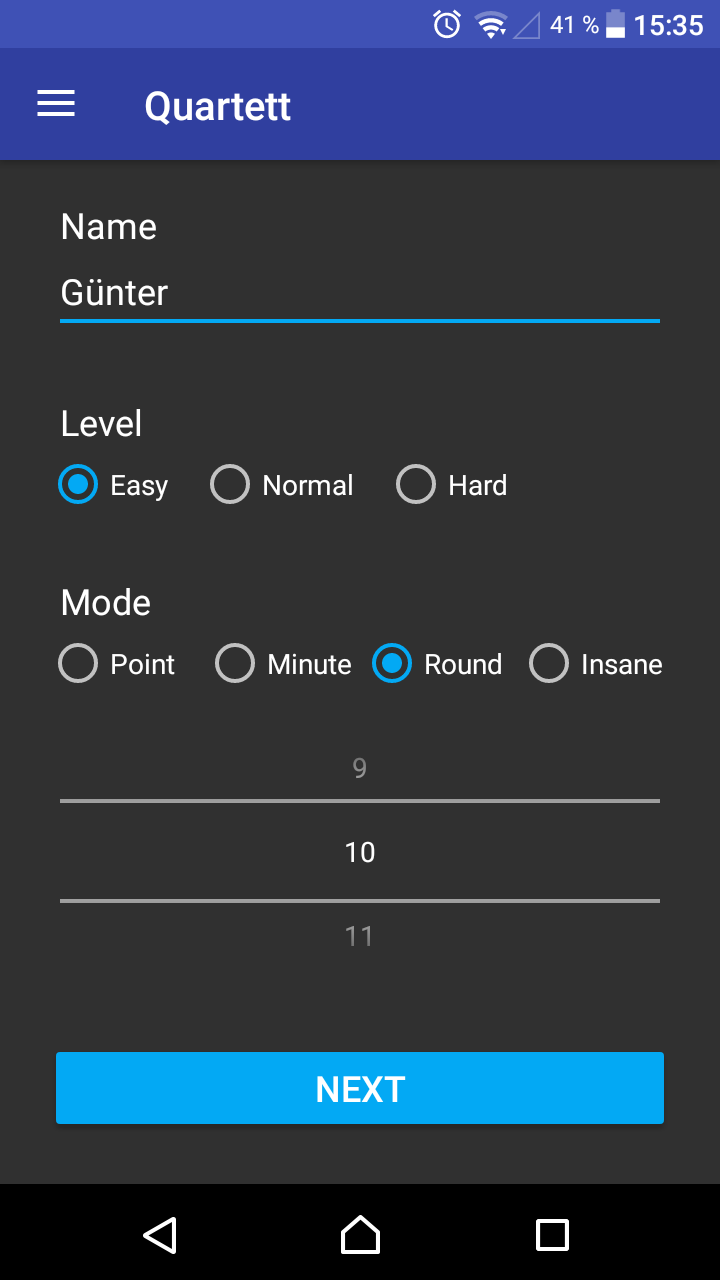 41 % 15:35
Quartett
Name
Günter
Level
Easy Normal Hard
Mode
Point Minute Round Insane
9
10
11
NEXT